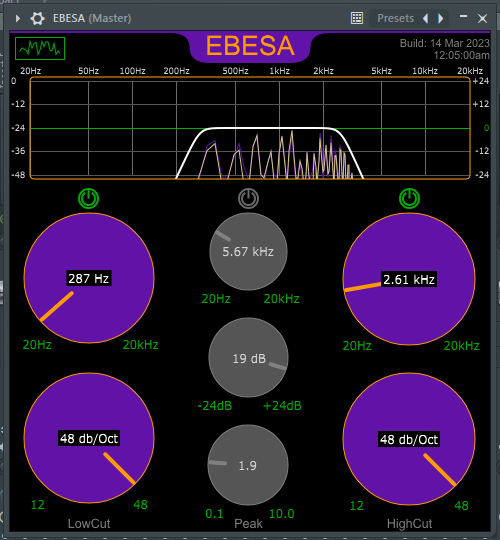 EBESA (Master) Presets
EBESA
Build: 14 Mar 2023
12:05:00am
20Hz 50Hz 100Hz 200Hz 500Hz 1KHz 2kHz 5kHz 10kHz 20kHz
0 +24
-12 +12
-24 0
-36 -12
-48 -24
287 Hz 5.67 kHz 2.61 kHz
20Hz 20kHz 20Hz 20kHz 20Hz 20kHz
19 dB
-24dB +24dB
48 db/Oct 1.9 48 db/Oct
12 48 0.1 10.0 12 48
LowCut Peak HighCut